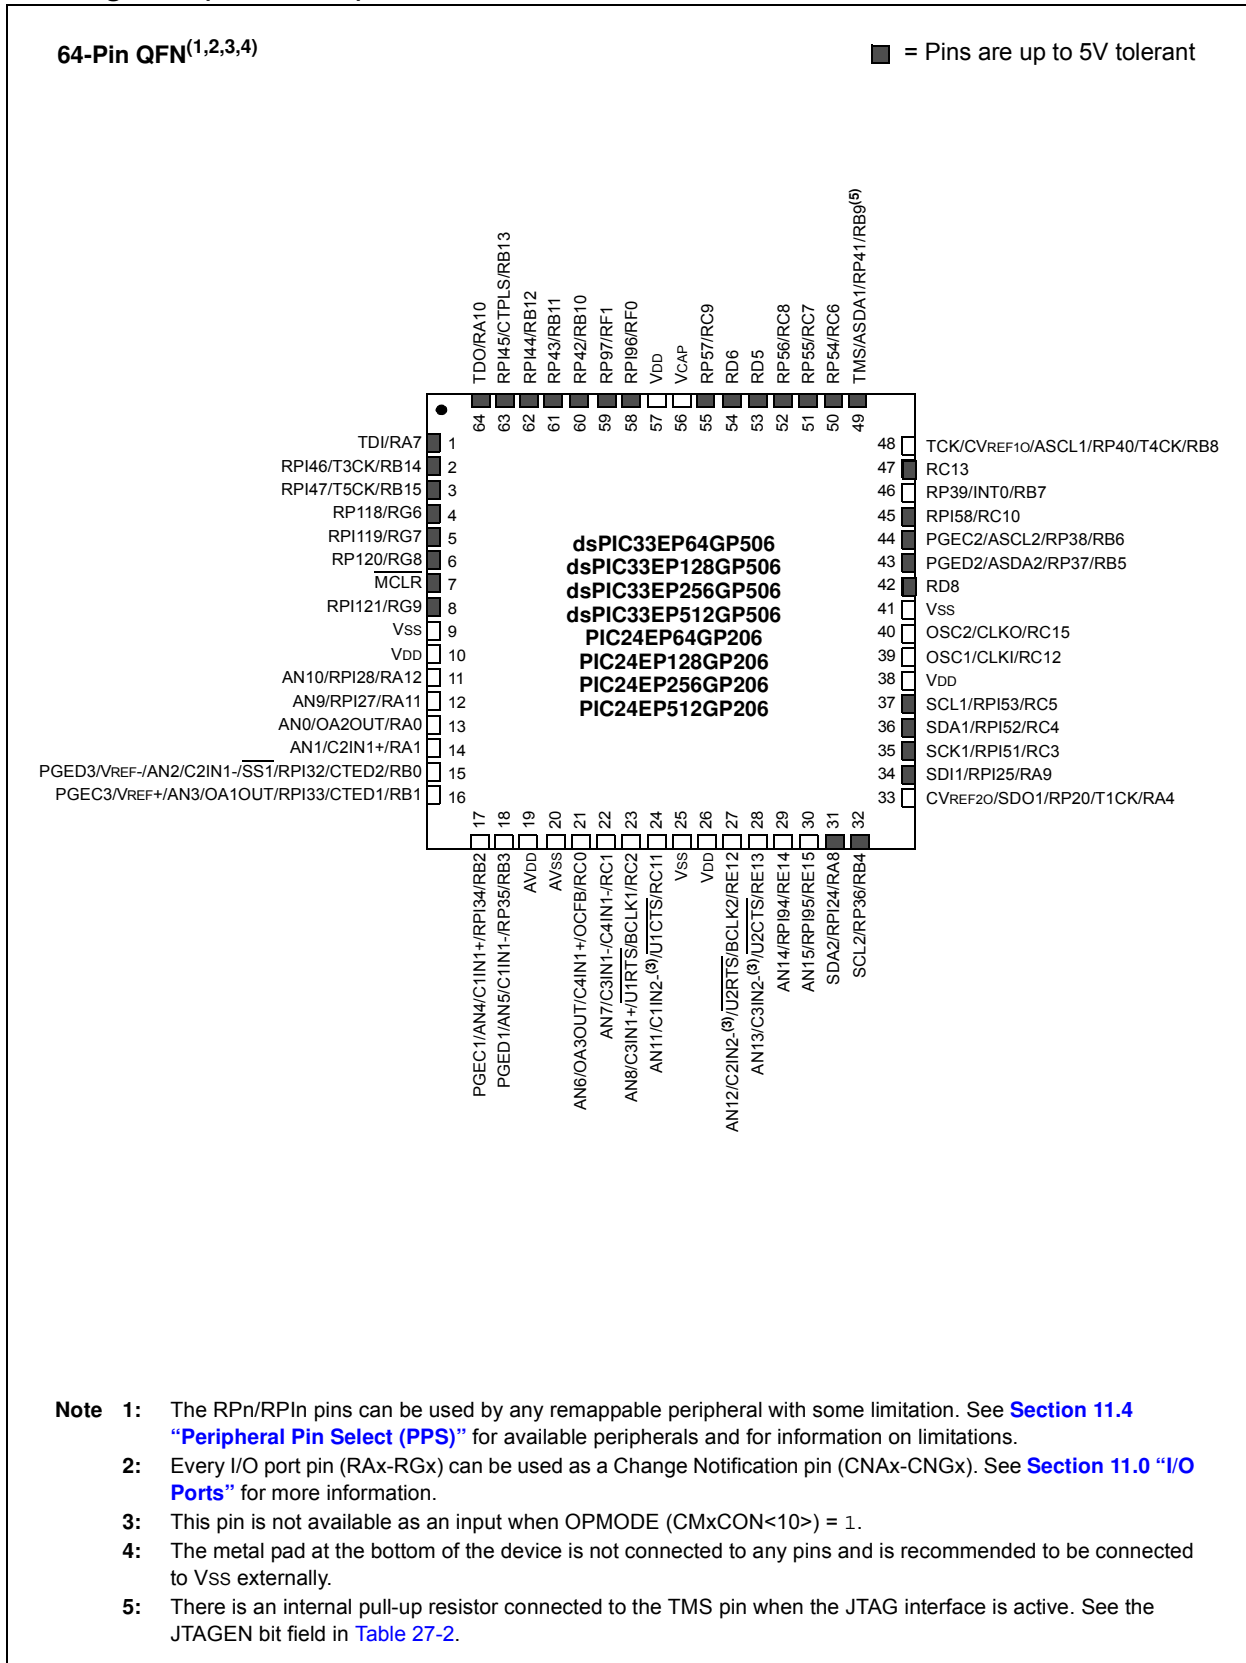 64-Pin QFN(1,2,3,4)
= Pins are up to 5V tolerant
TDO/RA10
RPI45/CTPLS/RB13
RPI44/RB12
RP43/RB11
RP42/RB10
RP97/RF1
RPI96/RF0
VDD
VCAP
RP57/RC9
RD6
RD5
RP56/RC8
RP55/RC7
RP54/RC6
TMS/ASDA1/RP41/RB9(5)
64 63 62 61 60 59 58 57 56 55 54 53 52 51 50 49
TDI/RA7 1
RPI46/T3CK/RB14 2
RPI47/T5CK/RB15 3
RP118/RG6 4
RPI119/RG7 5
RP120/RG8 6
MCLR 7
RPI121/RG9 8
VSS 9
VDD 10
AN10/RPI28/RA12 11
AN9/RPI27/RA11 12
AN0/OA2OUT/RA0 13
AN1/C2IN1+/RA1 14
PGED3/VREF-/AN2/C2IN1-/SS1/RPI32/CTED2/RB0 15
PGEC3/VREF+/AN3/OA1OUT/RPI33/CTED1/RB1 16
dsPIC33EP64GP506
dsPIC33EP128GP506
dsPIC33EP256GP506
dsPIC33EP512GP506
PIC24EP64GP206
PIC24EP128GP206
PIC24EP256GP206
PIC24EP512GP206
48 TCK/CVREF1O/ASCL1/RP40/T4CK/RB8
47 RC13
46 RP39/INT0/RB7
45 RPI58/RC10
44 PGEC2/ASCL2/RP38/RB6
43 PGED2/ASDA2/RP37/RB5
42 RD8
41 VSS
40 OSC2/CLKO/RC15
39 OSC1/CLKI/RC12
38 VDD
37 SCL1/RPI53/RC5
36 SDA1/RPI52/RC4
35 SCK1/RPI51/RC3
34 SDI1/RPI25/RA9
33 CVREF2O/SDO1/RP20/T1CK/RA4
17 18 19 20 21 22 23 24 25 26 27 28 29 30 31 32
PGEC1/AN4/C1IN1+/RPI34/RB2
PGED1/AN5/C1IN1-/RP35/RB3
AVDD
AVSS
AN6/OA3OUT/C4IN1+/OCFB/RC0
AN7/C3IN1-/C4IN1-/RC1
AN8/C3IN1+/U1RTS/BCLK1/RC2
AN11/C1IN2-(3)/U1CTS/RC11
VSS
VDD
AN12/C2IN2-(3)/U2RTS/BCLK2/RE12
AN13/C3IN2-(3)/U2CTS/RE13
AN14/RPI94/RE14
AN15/RPI95/RE15
SDA2/RPI24/RA8
SCL2/RP36/RB4
Note 1: The RPn/RPIn pins can be used by any remappable peripheral with some limitation. See Section 11.4
“Peripheral Pin Select (PPS)” for available peripherals and for information on limitations.
2: Every I/O port pin (RAx-RGx) can be used as a Change Notification pin (CNAx-CNGx). See Section 11.0 “I/O
Ports” for more information.
3: This pin is not available as an input when OPMODE (CMxCON<10>) = 1.
4: The metal pad at the bottom of the device is not connected to any pins and is recommended to be connected
to VSS externally.
5: There is an internal pull-up resistor connected to the TMS pin when the JTAG interface is active. See the
JTAGEN bit field in Table 27-2.